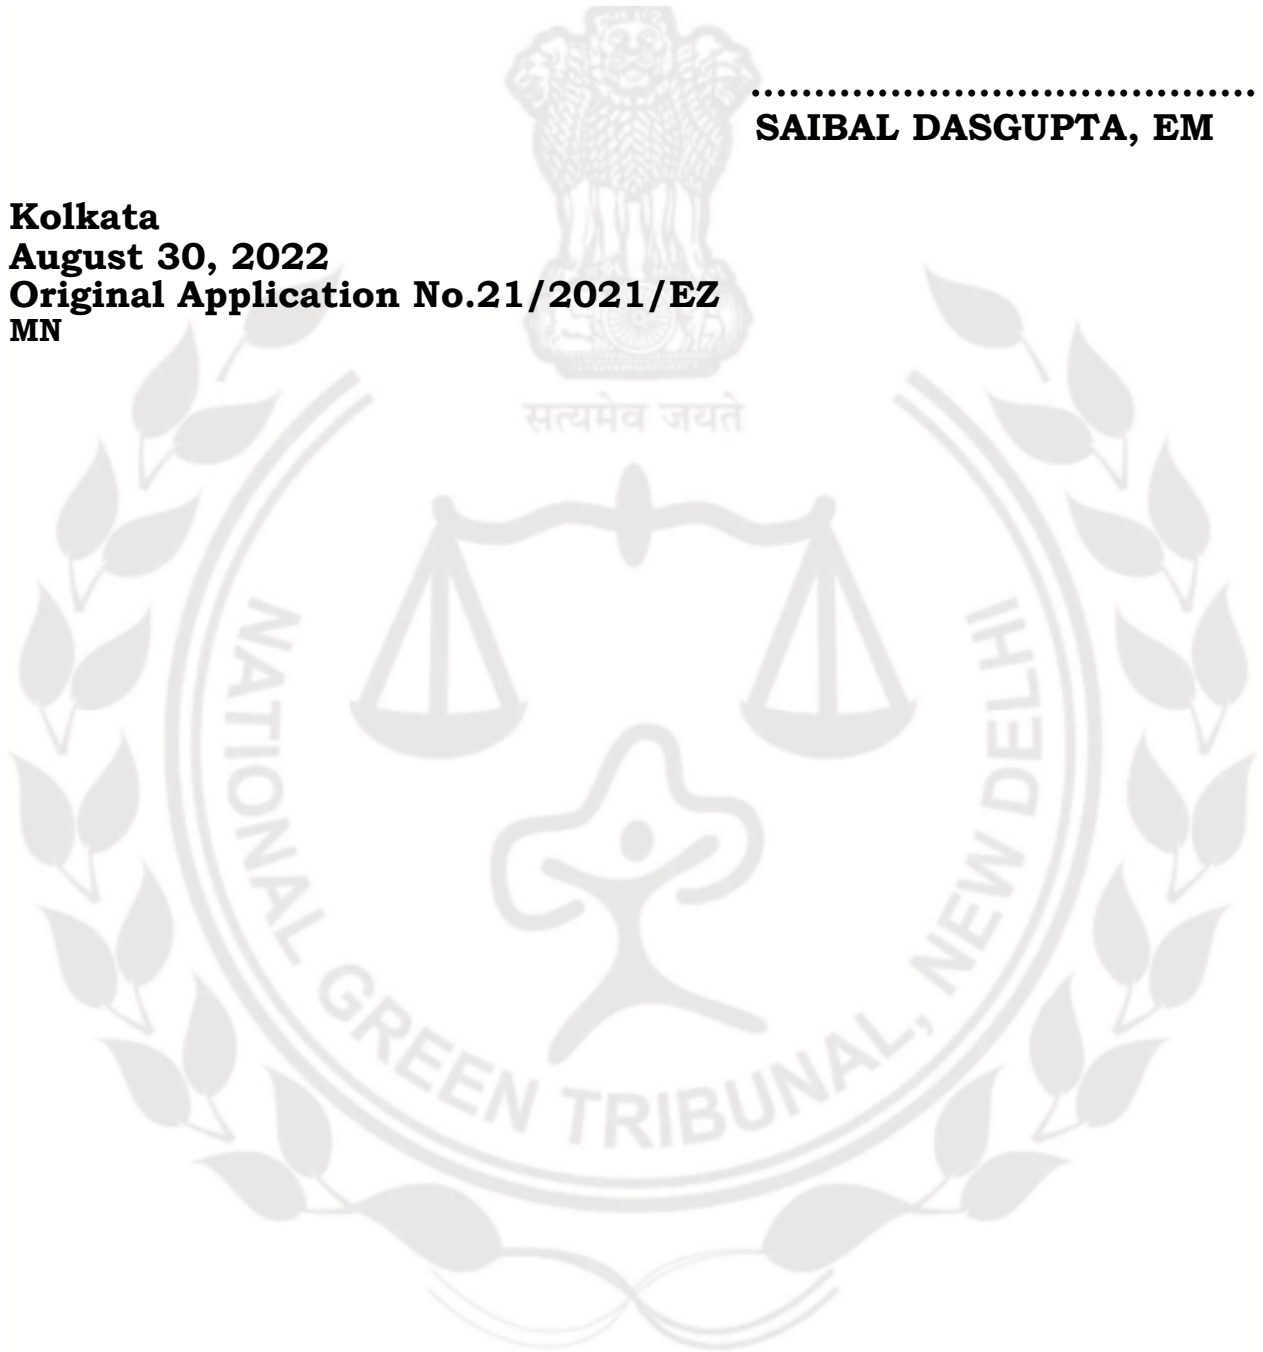 ........................................
SAIBAL DASGUPTA, EM
Kolkata
August 30, 2022
Original Application No.21/2021/EZ
MN
सत्यमेव जयते
NATIONAL GREEN TRIBUNAL, NEW DELHI